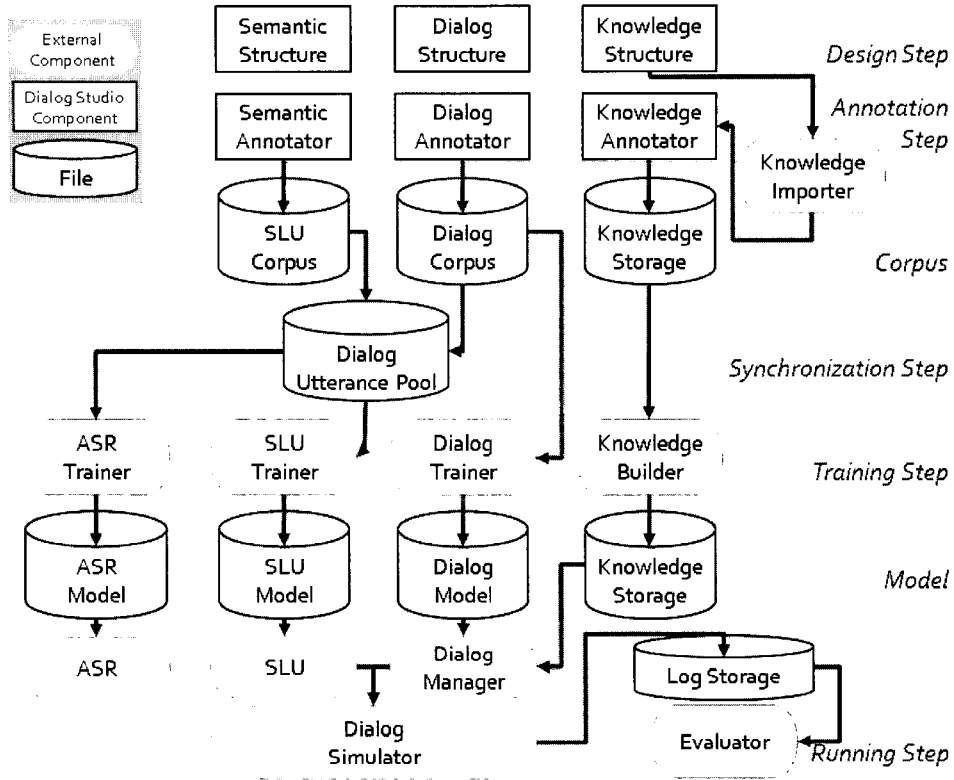 External
Component
Dialog Studio
Component
File
Semantic
Structure
Dialog
Structure
Knowledge
Structure
Design Step
Semantic
Annotator
Dialog
Annotator
Knowledge
Annotator
Annotation
Step
Knowledge
Importer
SLU
Corpus
Dialog
Corpus
Knowledge
Storage
Corpus
Dialog
Utterance Pool
Synchronization Step
ASR
Trainer
SLU
Trainer
Dialog
Trainer
Knowledge
Builder
Training Step
ASR
Model
SLU
Model
Dialog
Model
Knowledge
Storage
Model
ASR
SLU
Dialog
Manager
Log Storage
Dialog
Simulator
Evaluator
Running Step